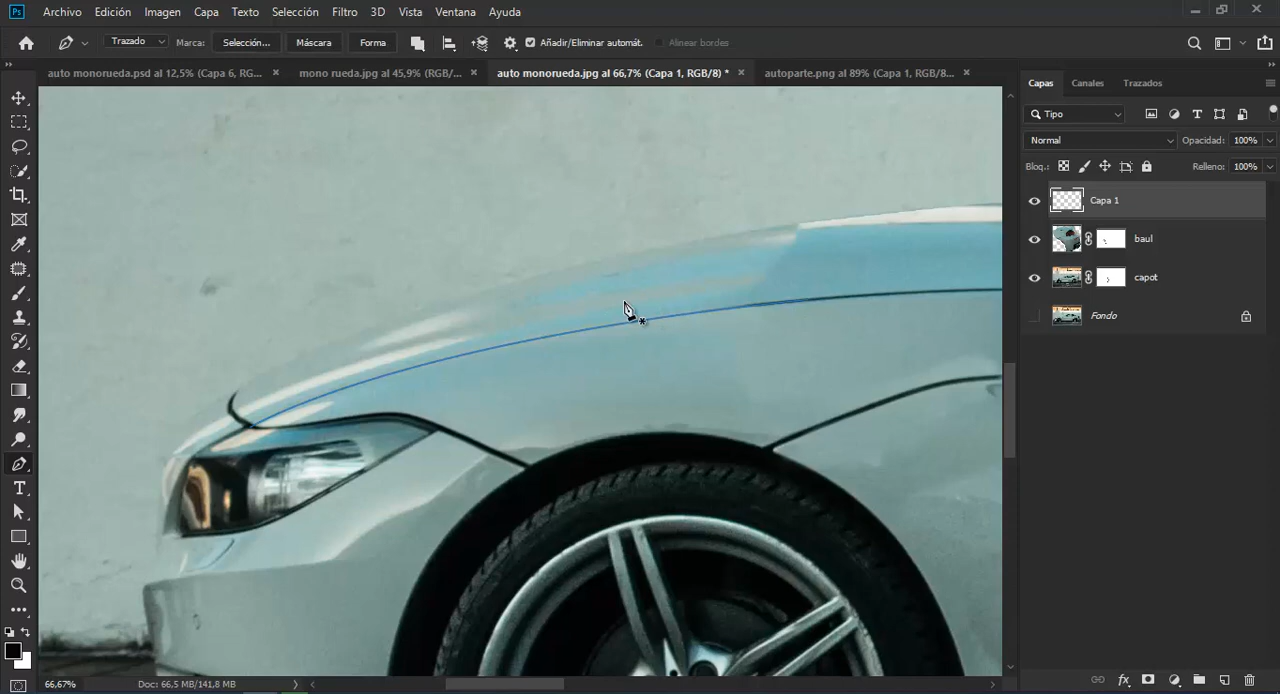 Ps Archivo Edición Imagen Capa Texto Selección Filtro 3D Vista Ventana Ayuda
Trazado Marca: Selección... Máscara Forma Añadir/Eliminar automát. Alinear bordes
auto monorueda.psd al 12,5% (Capa 6, RG... × mono rueda.jpg al 45,9% (RGB/... × auto monorueda.jpg al 66,7% (Capa 1, RGB/8) * × autoparte.png al 89% (Capa 1, RGB/8... ×
Capas Canales Trazados
Tipo
Normal Opacidad: 100%
Bloq.: Relleno: 100%
Capa 1
baul
capot
Fondo
66,67% Doc: 66,5 MB/141,8 MB